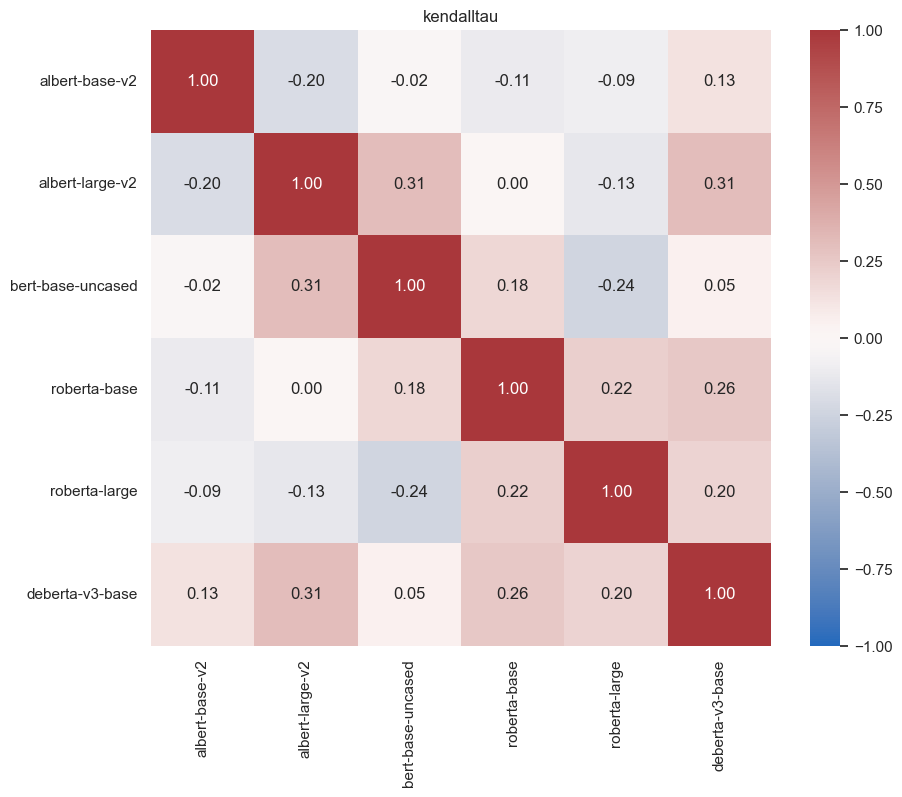 kendalltau
albert-base-v2 1.00 -0.20 -0.02 -0.11 -0.09 0.13
albert-large-v2 -0.20 1.00 0.31 0.00 -0.13 0.31
bert-base-uncased -0.02 0.31 1.00 0.18 -0.24 0.05
roberta-base -0.11 0.00 0.18 1.00 0.22 0.26
roberta-large -0.09 -0.13 -0.24 0.22 1.00 0.20
deberta-v3-base 0.13 0.31 0.05 0.26 0.20 1.00
albert-base-v2
albert-large-v2
bert-base-uncased
roberta-base
roberta-large
deberta-v3-base
1.00
0.75
0.50
0.25
0.00
−0.25
−0.50
−0.75
−1.00